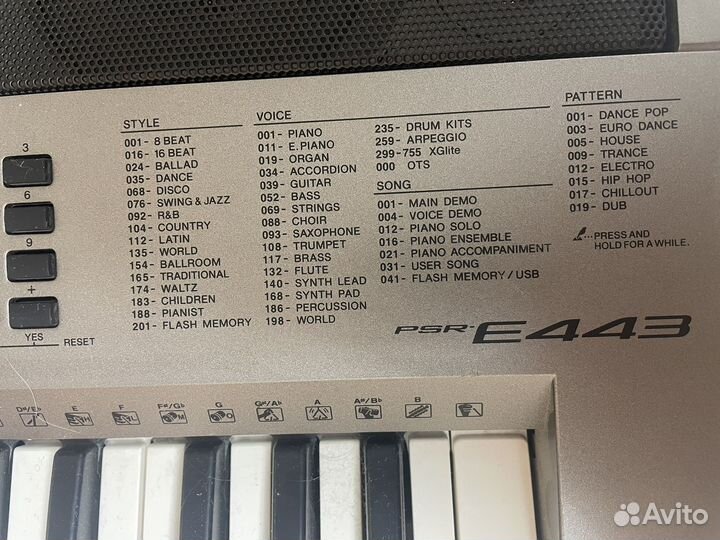 3
6
9
+
YES
RESET
STYLE
001- 8 BEAT
016- 16 BEAT
024- BALLAD
035- DANCE
068- DISCO
076- SWING & JAZZ
092- R&B
104- COUNTRY
112- LATIN
135- WORLD
154- BALLROOM
165- TRADITIONAL
174- WALTZ
183- CHILDREN
188- PIANIST
201- FLASH MEMORY
VOICE
001- PIANO
011- E.PIANO
019- ORGAN
034- ACCORDION
039- GUITAR
052- BASS
069- STRINGS
088- CHOIR
093- SAXOPHONE
108- TRUMPET
117- BRASS
132- FLUTE
140- SYNTH LEAD
168- SYNTH PAD
186- PERCUSSION
198- WORLD
235- DRUM KITS
259- ARPEGGIO
299-755 XGlite
000 OTS
SONG
001- MAIN DEMO
004- VOICE DEMO
012- PIANO SOLO
016- PIANO ENSEMBLE
021- PIANO ACCOMPANIMENT
031- USER SONG
041- FLASH MEMORY/USB
PATTERN
001- DANCE POP
003- EURO DANCE
005- HOUSE
009- TRANCE
012- ELECTRO
015- HIP HOP
017- CHILLOUT
019- DUB
...PRESS AND
HOLD FOR A WHILE.
PSR-E443
D♯/E♭ E F F♯/G♭ G G♯/A♭ A A♯/B♭ B
H L M O
Avito